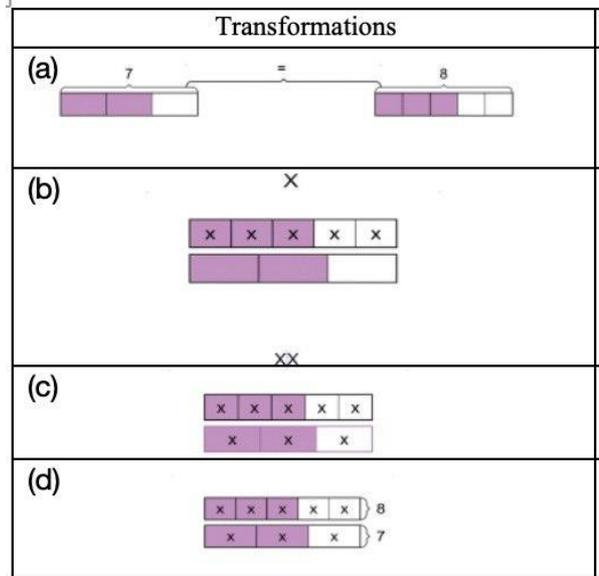 Transformations
(a)
7 = 8
(b)
X
x x x x x
XX
(c)
x x x x x
x x x
(d)
x x x x x 8
x x x 7